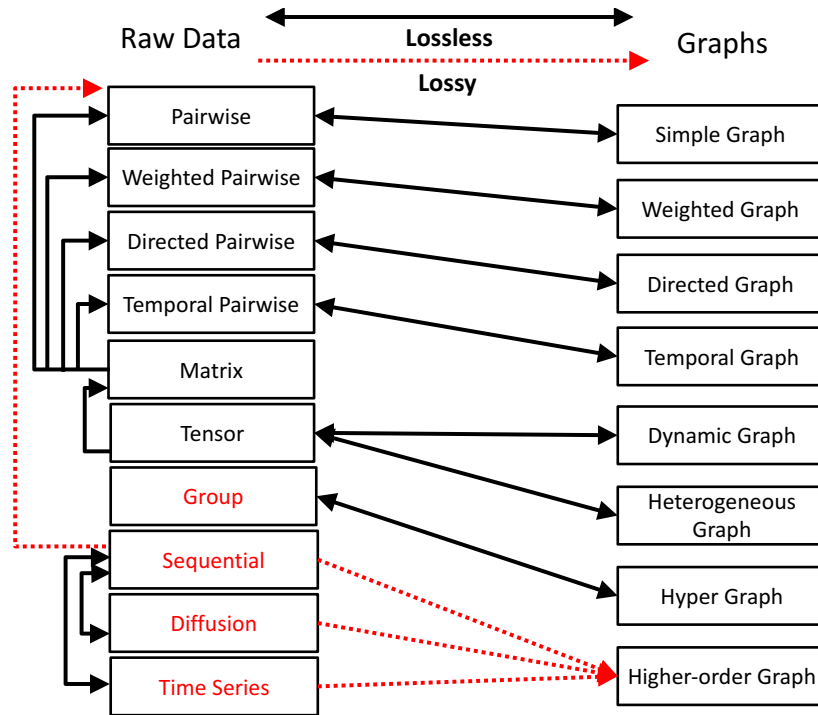 Raw Data
Lossless
Lossy
Graphs
Pairwise
Weighted Pairwise
Directed Pairwise
Temporal Pairwise
Matrix
Tensor
Group
Sequential
Diffusion
Time Series
Simple Graph
Weighted Graph
Directed Graph
Temporal Graph
Dynamic Graph
Heterogeneous
Graph
Hyper Graph
Higher-order Graph